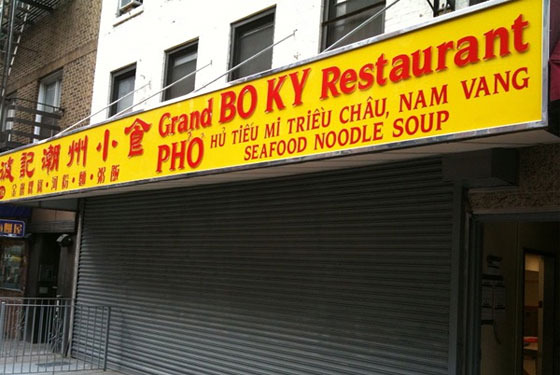 波記潮州小食
Grand BO KY Restaurant
PHỞ HỦ TIẾU MÌ TRIỀU CHÂU, NAM VANG
SEAFOOD NOODLE SOUP